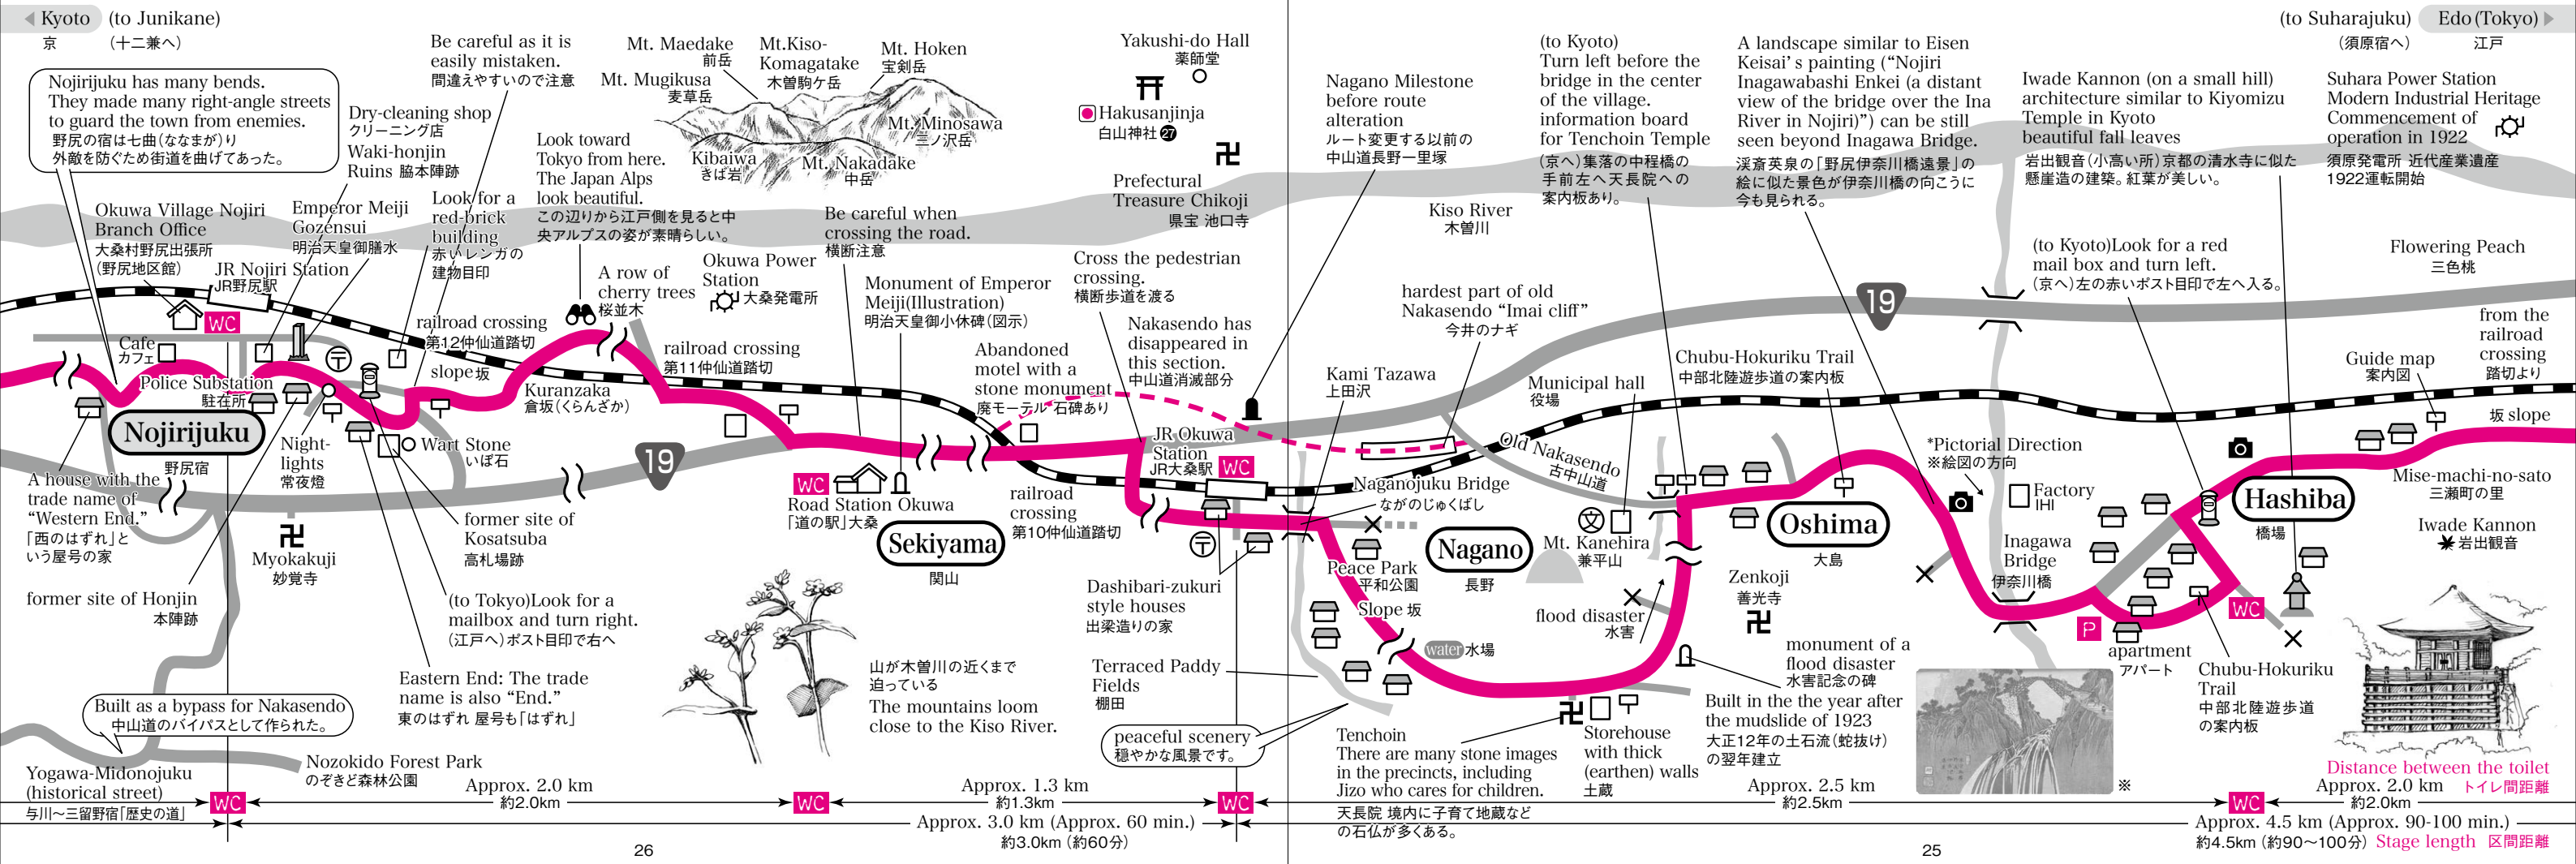 Kyoto (to Junikane)
京 (十二兼へ)
(to Suharajuku) Edo (Tokyo)
(須原宿へ) 江戸
Nojirijuku has many bends.
They made many right-angle streets
to guard the town from enemies.
野尻の宿は七曲(ななまが)り
外敵を防ぐため街道を曲げてあった。
Be careful as it is
easily mistaken.
間違えやすいので注意
Dry-cleaning shop
クリーニング店
Waki-honjin
Ruins 脇本陣跡
Okuwa Village Nojiri
Branch Office
大桑村野尻出張所
(野尻地区館)
Emperor Meiji
Gozensui
明治天皇御膳水
Look for a
red-brick
building
赤いレンガの
建物目印
JR Nojiri Station
JR野尻駅
WC
Cafe
カフェ
Police Substation
駐在所
railroad crossing
第12仲仙道踏切
slope 坂
Kuranzaka
倉坂(くらんざか)
Nojirijuku
野尻宿
A house with the
trade name of
“Western End.”
「西のはずれ」と
いう屋号の家
Night-
lights
常夜燈
Wart Stone
いぼ石
former site of
Kosatsuba
高札場跡
Myokakuji
妙覚寺
former site of Honjin
本陣跡
(to Tokyo)Look for a
mailbox and turn right.
(江戸へ)ポスト目印で右へ
Eastern End: The trade
name is also “End.”
東のはずれ 屋号も「はずれ」
Built as a bypass for Nakasendo
中山道のバイパスとして作られた。
Yogawa-Midonojuku
(historical street)
与川〜三留野宿「歴史の道」
Nozokido Forest Park
のぞきど森林公園
Look toward
Tokyo from here.
The Japan Alps
look beautiful.
この辺りから江戸側を見ると中
央アルプスの姿が素晴らしい。
Mt. Maedake
前岳
Mt. Mugikusa
麦草岳
Mt.Kiso-
Komagatake
木曽駒ケ岳
Mt. Hoken
宝剣岳
Mt. Minosawa
三ノ沢岳
Kibaiwa
きば岩
Mt. Nakadake
中岳
A row of
cherry trees
桜並木
Okuwa Power
Station
大桑発電所
railroad crossing
第11仲仙道踏切
19
Be careful when
crossing the road.
横断注意
Monument of Emperor
Meiji(Illustration)
明治天皇御小休碑(図示)
WC
Road Station Okuwa
「道の駅」大桑
Sekiyama
関山
Abandoned
motel with a
stone monument
廃モーテル 石碑あり
railroad
crossing
第10仲仙道踏切
山が木曽川の近くまで
迫っている
The mountains loom
close to the Kiso River.
Yakushi-do Hall
薬師堂
Hakusanjinja
白山神社 27
Prefectural
Treasure Chikoji
県宝 池口寺
Cross the pedestrian
crossing.
横断歩道を渡る
Nakasendo has
disappeared in
this section.
中山道消滅部分
JR Okuwa
Station
JR大桑駅
WC
Dashibari-zukuri
style houses
出梁造りの家
Terraced Paddy
Fields
棚田
peaceful scenery
穏やかな風景です。
Nagano Milestone
before route
alteration
ルート変更する以前の
中山道長野一里塚
Kiso River
木曽川
hardest part of old
Nakasendo “Imai cliff”
今井のナギ
Kami Tazawa
上田沢
Naganojuku Bridge
ながのじゅくばし
Old Nakasendo
古中山道
Peace Park
平和公園
Slope 坂
Nagano
長野
water 水場
Tenchoin
There are many stone images
in the precincts, including
Jizo who cares for children.
天長院 境内に子育て地蔵など
の石仏が多くある。
(to Kyoto)
Turn left before the
bridge in the center
of the village.
information board
for Tenchoin Temple
(京へ)集落の中程橋の
手前左へ天長院への
案内板あり。
Municipal hall
役場
文
Mt. Kanehira
兼平山
flood disaster
水害
Storehouse
with thick
(earthen) walls
土蔵
monument of a
flood disaster
水害記念の碑
Built in the the year after
the mudslide of 1923
大正12年の土石流(蛇抜け)
の翌年建立
Chubu-Hokuriku Trail
中部北陸遊歩道の案内板
Oshima
大島
Zenkoji
善光寺
A landscape similar to Eisen
Keisai’s painting (“Nojiri
Inagawabashi Enkei (a distant
view of the bridge over the Ina
River in Nojiri)”) can be still
seen beyond Inagawa Bridge.
渓斎英泉の「野尻伊奈川橋遠景」の
絵に似た景色が伊奈川橋の向こうに
今も見られる。
19
*Pictorial Direction
※絵図の方向
Factory
IHI
Inagawa
Bridge
伊奈川橋
※
Iwade Kannon (on a small hill)
architecture similar to Kiyomizu
Temple in Kyoto
beautiful fall leaves
岩出観音(小高い所)京都の清水寺に似た
懸崖造の建築。紅葉が美しい。
(to Kyoto)Look for a red
mail box and turn left.
(京へ)左の赤いポスト目印で左へ入る。
Suhara Power Station
Modern Industrial Heritage
Commencement of
operation in 1922
須原発電所 近代産業遺産
1922運転開始
Flowering Peach
三色桃
from the
railroad
crossing
踏切より
Guide map
案内図
坂 slope
Hashiba
橋場
Mise-machi-no-sato
三瀬町の里
Iwade Kannon
岩出観音
WC
P
apartment
アパート
Chubu-Hokuriku
Trail
中部北陸遊歩道
の案内板
Distance between the toilet
トイレ間距離
WC
Approx. 2.0 km
約2.0km
WC
Approx. 1.3 km
約1.3km
WC
Approx. 2.5 km
約2.5km
WC
Approx. 2.0 km
約2.0km
Approx. 3.0 km (Approx. 60 min.)
約3.0km (約60分)
Approx. 4.5 km (Approx. 90-100 min.)
約4.5km (約90〜100分) Stage length 区間距離
26
25